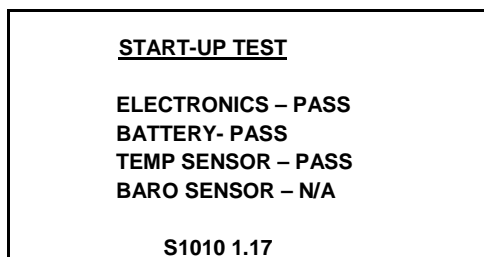 START-UP TEST
ELECTRONICS – PASS
BATTERY- PASS
TEMP SENSOR – PASS
BARO SENSOR – N/A
S1010 1.17